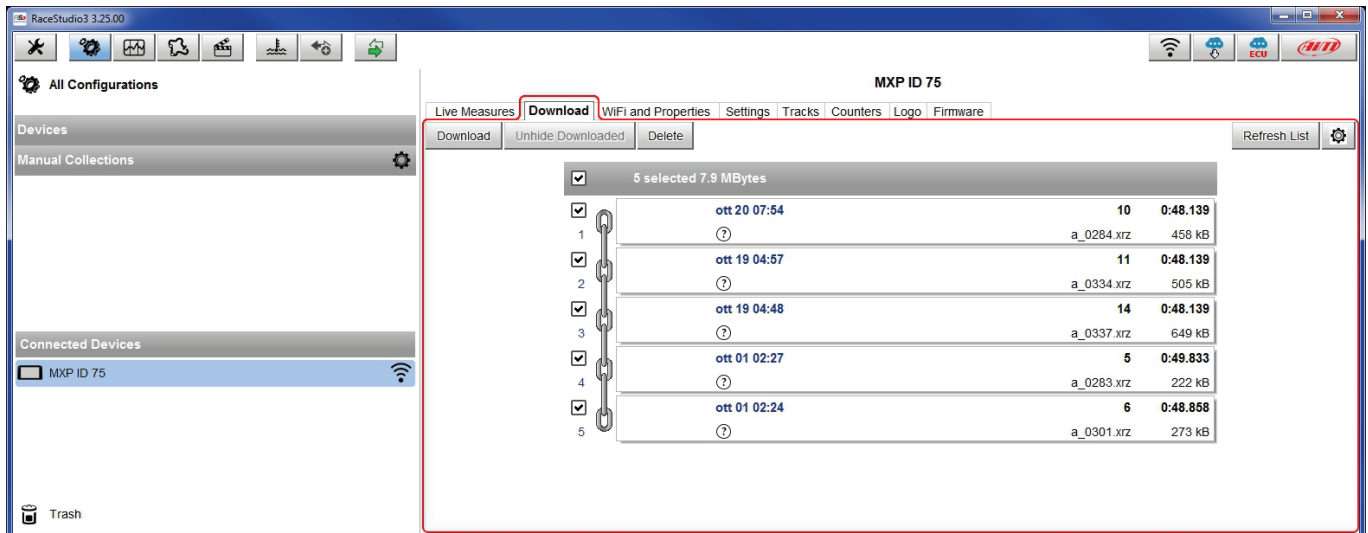 RaceStudio3 3.25.00
ECU
AiM
All Configurations
MXP ID 75
Live Measures Download WiFi and Properties Settings Tracks Counters Logo Firmware
Devices
Download Unhide Downloaded Delete Refresh List
Manual Collections
5 selected 7.9 MBytes
ott 20 07:54 10 0:48.139
1 ? a_0284.xrz 458 kB
ott 19 04:57 11 0:48.139
2 ? a_0334.xrz 505 kB
ott 19 04:48 14 0:48.139
3 ? a_0337.xrz 649 kB
Connected Devices
MXP ID 75
ott 01 02:27 5 0:49.833
4 ? a_0283.xrz 222 kB
ott 01 02:24 6 0:48.858
5 ? a_0301.xrz 273 kB
Trash